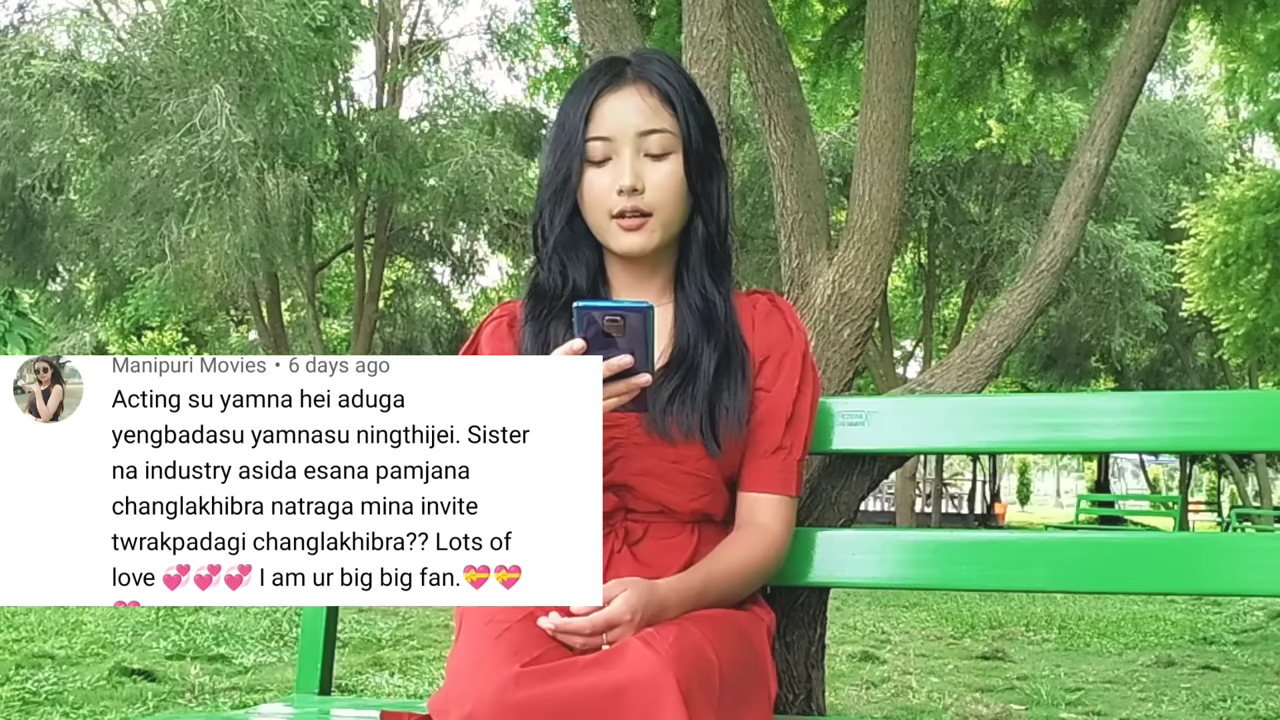 Manipuri Movies • 6 days ago
Acting su yamna hei aduga
yengbadasu yamnasu ningthijei. Sister
na industry asida esana pamjana
changlakhibra natraga mina invite
twrakpadagi changlakhibra?? Lots of
love 💞💞💞 I am ur big big fan.💝💝